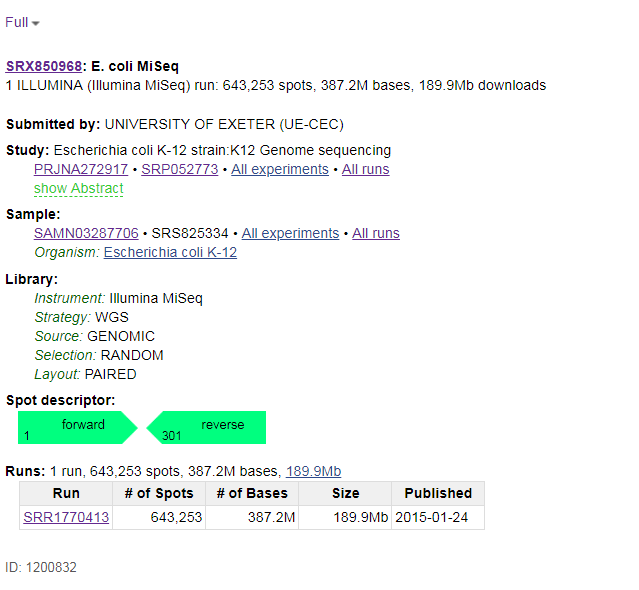 Full
SRX850968: E. coli MiSeq
1 ILLUMINA (Illumina MiSeq) run: 643,253 spots, 387.2M bases, 189.9Mb downloads
Submitted by: UNIVERSITY OF EXETER (UE-CEC)
Study: Escherichia coli K-12 strain:K12 Genome sequencing
PRJNA272917 • SRP052773 • All experiments • All runs
show Abstract
Sample:
SAMN03287706 • SRS825334 • All experiments • All runs
Organism: Escherichia coli K-12
Library:
Instrument: Illumina MiSeq
Strategy: WGS
Source: GENOMIC
Selection: RANDOM
Layout: PAIRED
Spot descriptor:
forward reverse
1 301
Runs: 1 run, 643,253 spots, 387.2M bases, 189.9Mb
Run # of Spots # of Bases Size Published
SRR1770413 643,253 387.2M 189.9Mb 2015-01-24
ID: 1200832